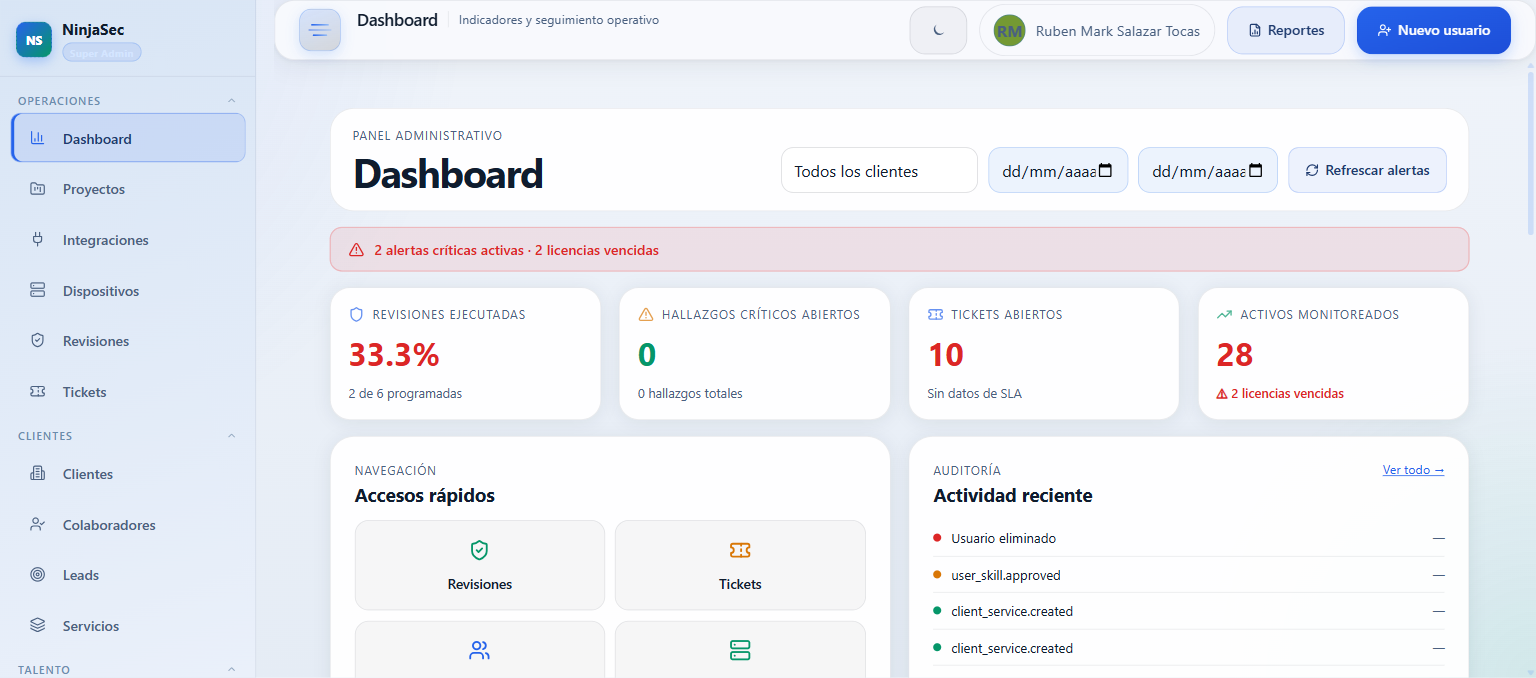 NS
NinjaSec
Super Admin
OPERACIONES
Dashboard
Proyectos
Integraciones
Dispositivos
Revisiones
Tickets
CLIENTES
Clientes
Colaboradores
Leads
Servicios
TALENTO
Dashboard
Indicadores y seguimiento operativo
RM
Ruben Mark Salazar Tocas
Reportes
Nuevo usuario
PANEL ADMINISTRATIVO
Dashboard
Todos los clientes
dd/mm/aaaa
dd/mm/aaaa
Refrescar alertas
2 alertas críticas activas · 2 licencias vencidas
REVISIONES EJECUTADAS
33.3%
2 de 6 programadas
HALLAZGOS CRÍTICOS ABIERTOS
0
0 hallazgos totales
TICKETS ABIERTOS
10
Sin datos de SLA
ACTIVOS MONITOREADOS
28
2 licencias vencidas
NAVEGACIÓN
Accesos rápidos
Revisiones
Tickets
AUDITORÍA
Ver todo →
Actividad reciente
Usuario eliminado —
user_skill.approved —
client_service.created —
client_service.created —